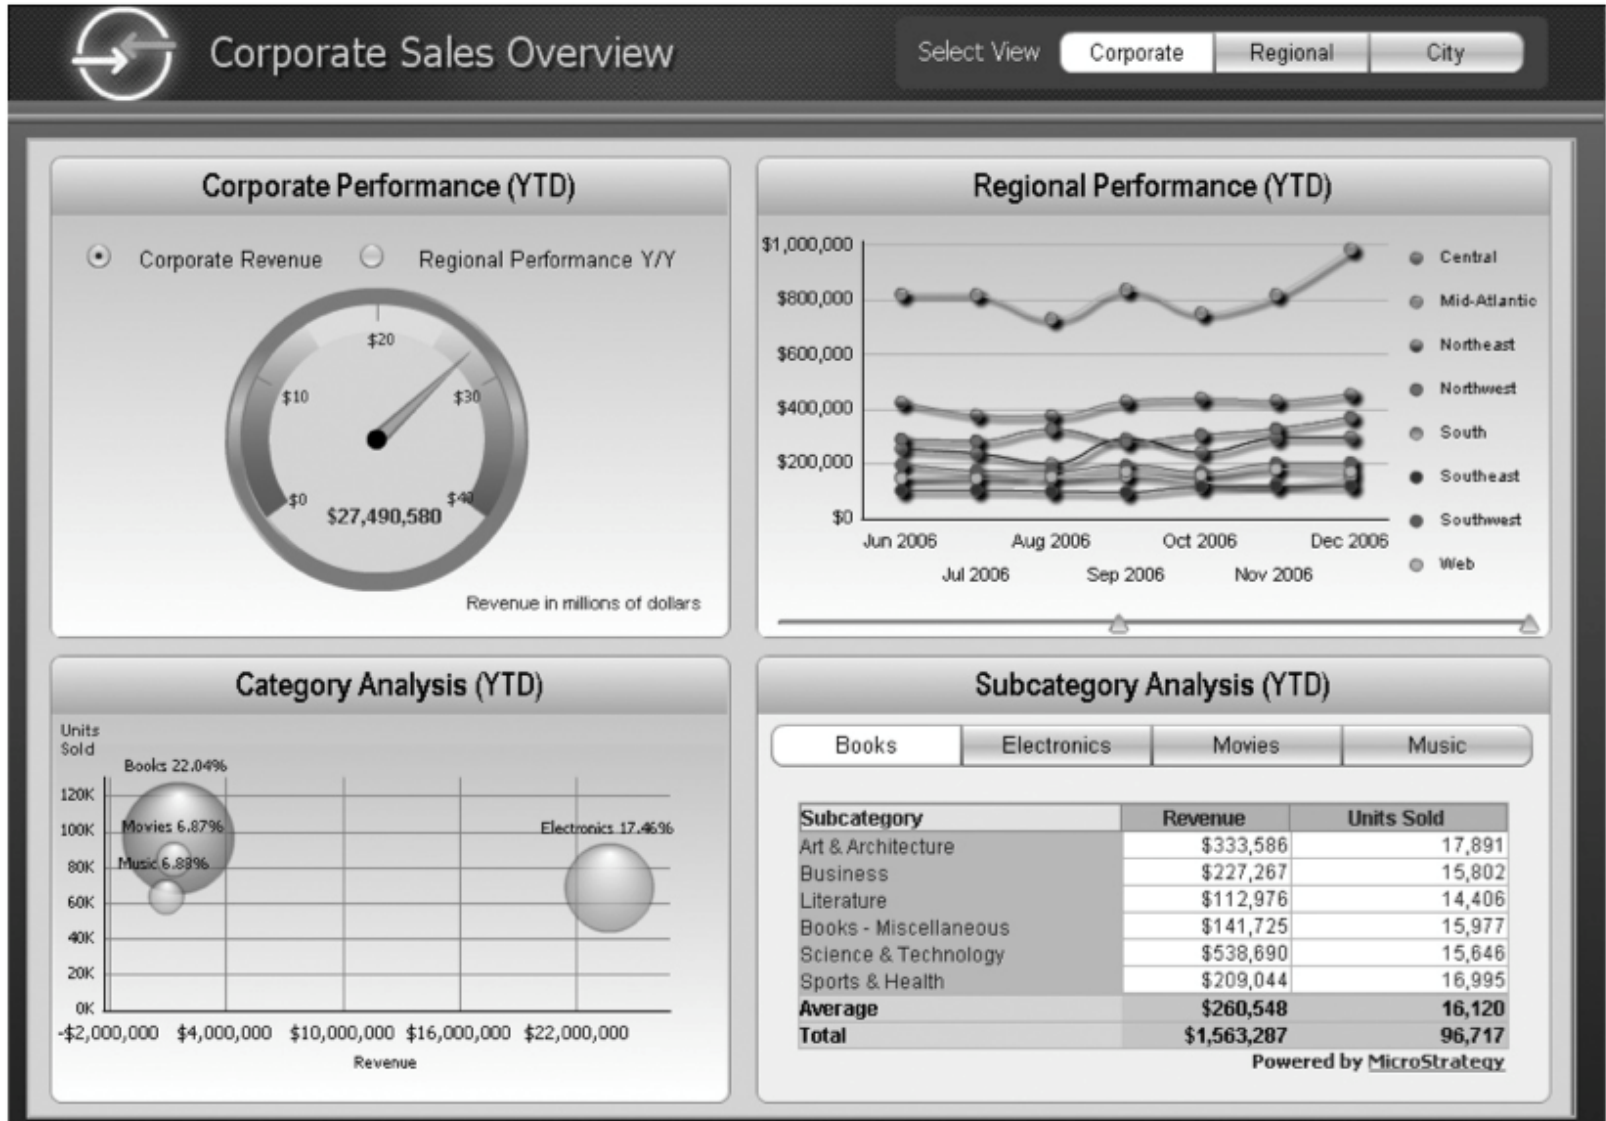 Corporate Sales Overview
Select View Corporate Regional City
Corporate Performance (YTD)
Corporate Revenue Regional Performance Y/Y
$20
$10 $30
$0 $40
$27,490,580
Revenue in millions of dollars
Regional Performance (YTD)
$1,000,000
$800,000
$600,000
$400,000
$200,000
$0
Jun 2006 Aug 2006 Oct 2006 Dec 2006
Jul 2006 Sep 2006 Nov 2006
Central
Mid-Atlantic
Northeast
Northwest
South
Southeast
Southwest
Web
Category Analysis (YTD)
Units
Sold
Books 22.04%
120K
100K Movies 6.87% Electronics 17.46%
80K Music 6.88%
60K
40K
20K
0K
-$2,000,000 $4,000,000 $10,000,000 $16,000,000 $22,000,000
Revenue
Subcategory Analysis (YTD)
Books Electronics Movies Music
Subcategory Revenue Units Sold
Art & Architecture $333,586 17,891
Business $227,267 15,802
Literature $112,976 14,406
Books - Miscellaneous $141,725 15,977
Science & Technology $538,690 15,646
Sports & Health $209,044 16,995
Average $260,548 16,120
Total $1,563,287 96,717
Powered by MicroStrategy